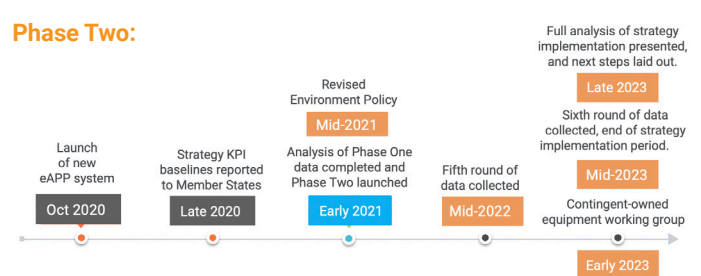 Phase Two:
Launch
of new
eAPP system
Oct 2020
Strategy KPI
baselines reported
to Member States
Late 2020
Revised
Environment Policy
Mid-2021
Analysis of Phase One
data completed and
Phase Two launched
Early 2021
Fifth round of
data collected
Mid-2022
Full analysis of strategy
implementation presented,
and next steps laid out.
Late 2023
Sixth round of data
collected, end of strategy
implementation period.
Mid-2023
Contingent-owned
equipment working group
Early 2023